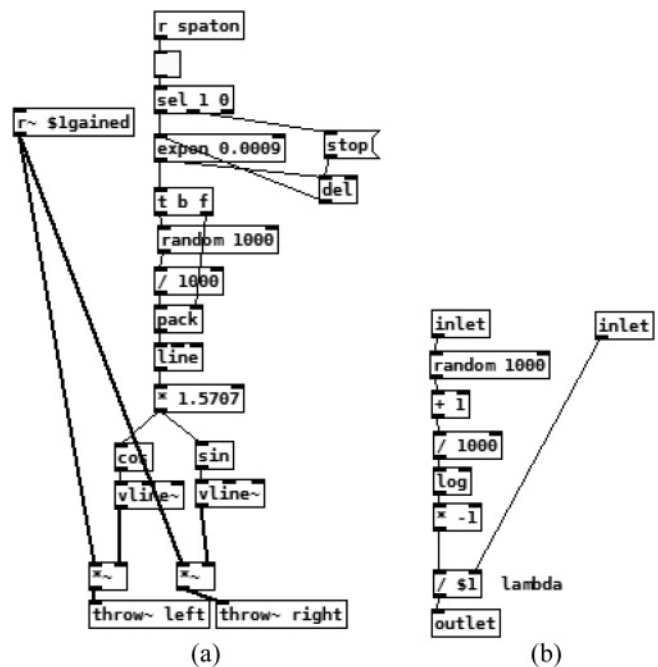 r spaton
sel 1 0
r~ $1gained
expon 0.0009
stop
del
t b f
random 1000
/ 1000
pack
line
* 1.5707
cos
sin
vline~
vline~
*~
*~
throw~ left
throw~ right
(a)
inlet
inlet
random 1000
+ 1
/ 1000
log
* -1
/ $1
lambda
outlet
(b)